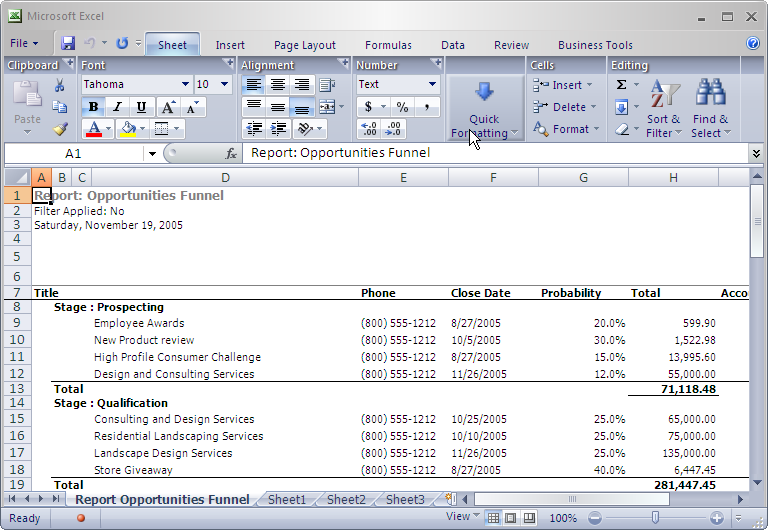 Microsoft Excel
File Sheet Insert Page Layout Formulas Data Review Business Tools
Clipboard Font Alignment Number Cells Editing
Paste
Tahoma 10
B I U A A
A
Text
$ % ,
.0 .00
.00 .0
Quick Formatting
Insert
Delete
Format
Σ
A Z
Sort & Filter
Find & Select
A1 fx Report: Opportunities Funnel
A B C D E F G H
1 Report: Opportunities Funnel
2 Filter Applied: No
3 Saturday, November 19, 2005
4
5
6
7 Title Phone Close Date Probability Total Acco
8 Stage : Prospecting
9 Employee Awards (800) 555-1212 8/27/2005 20.0% 599.90
10 New Product review (800) 555-1212 10/5/2005 30.0% 1,522.98
11 High Profile Consumer Challenge (800) 555-1212 8/27/2005 15.0% 13,995.60
12 Design and Consulting Services (800) 555-1212 11/26/2005 12.0% 55,000.00
13 Total 71,118.48
14 Stage : Qualification
15 Consulting and Design Services (800) 555-1212 10/25/2005 25.0% 65,000.00
16 Residential Landscaping Services (800) 555-1212 10/10/2005 25.0% 75,000.00
17 Landscape Design Services (800) 555-1212 11/26/2005 25.0% 135,000.00
18 Store Giveaway (800) 555-1212 8/27/2005 40.0% 6,447.45
19 Total 281,447.45
Report Opportunities Funnel Sheet1 Sheet2 Sheet3
Ready View 100%